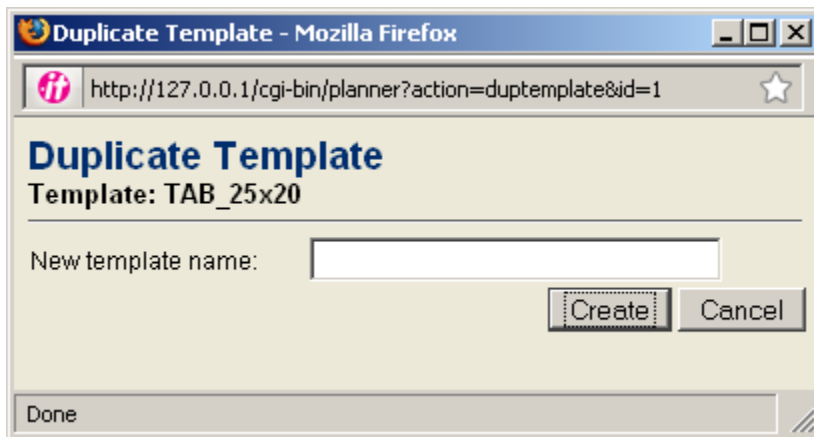 Duplicate Template - Mozilla Firefox
http://127.0.0.1/cgi-bin/planner?action=duptemplate&id=1
Duplicate Template
Template: TAB_25x20
New template name:
Create Cancel
Done